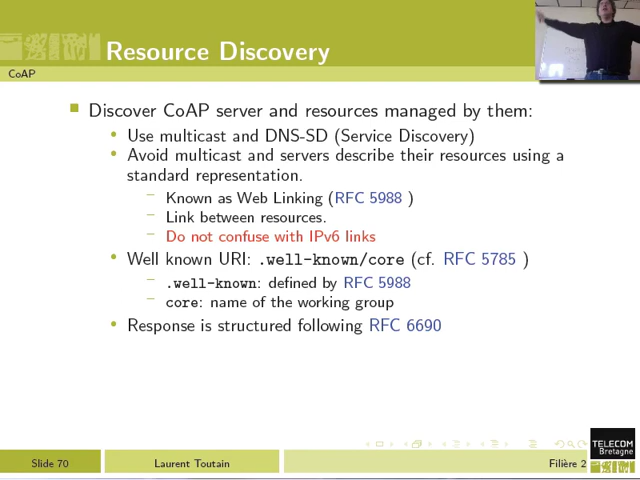 Resource Discovery
CoAP
Discover CoAP server and resources managed by them:
Use multicast and DNS-SD (Service Discovery)
Avoid multicast and servers describe their resources using a
standard representation.
Known as Web Linking (RFC 5988 )
Link between resources.
Do not confuse with IPv6 links
Well known URI: .well-known/core (cf. RFC 5785 )
.well-known: defined by RFC 5988
core: name of the working group
Response is structured following RFC 6690
TELECOM
Bretagne
Slide 70
Laurent Toutain
Filière 2